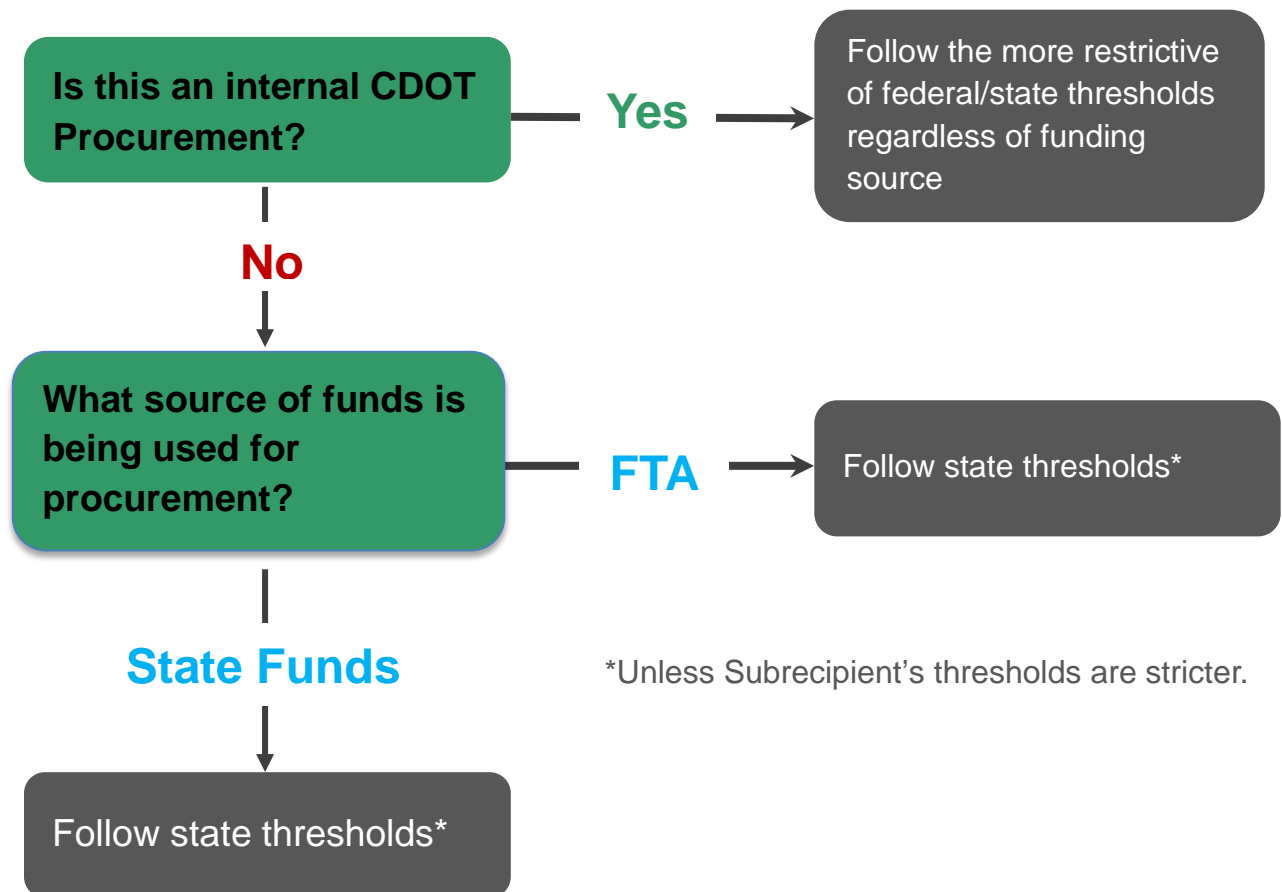 Is this an internal CDOT
Procurement?
Yes
Follow the more restrictive
of federal/state thresholds
regardless of funding
source
No
What source of funds is
being used for
procurement?
FTA
Follow state thresholds*
State Funds
*Unless Subrecipient's thresholds are stricter.
Follow state thresholds*